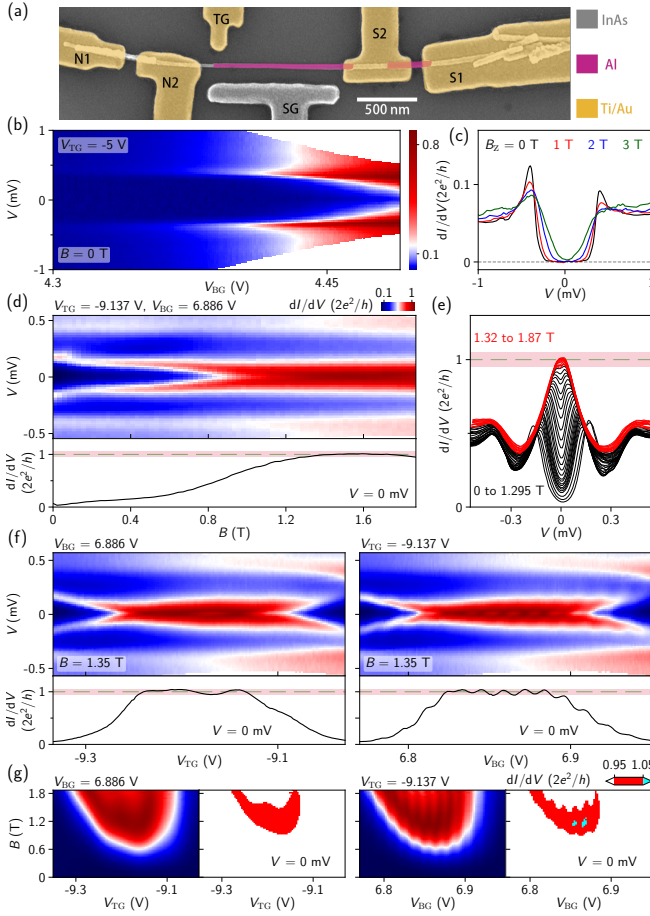 (a)
TG
S2
N1
N2
S1
SG
500 nm
InAs
Al
Ti/Au
(b)
V_TG = -5 V
B = 0 T
V (mV)
1
0
-1
4.3
4.45
V_BG (V)
0.8
0.1
dI/dV (2e²/h)
(c)
B_Z = 0 T 1 T 2 T 3 T
0.1
0
-1
0
1
V (mV)
(d)
V_TG = -9.137 V, V_BG = 6.886 V
dI/dV (2e²/h)
0.1 1
V (mV)
0.5
0.0
-0.5
dI/dV
(2e²/h)
1
0
V = 0 mV
0 0.4 0.8 1.2 1.6
B (T)
(e)
1.32 to 1.87 T
dI/dV (2e²/h)
1
0
0 to 1.295 T
-0.3 0.0 0.3
V (mV)
(f)
V_BG = 6.886 V
V (mV)
0.5
0.0
-0.5
B = 1.35 T
dI/dV
(2e²/h)
1
0
V = 0 mV
-9.3 -9.1
V_TG (V)
V_TG = -9.137 V
B = 1.35 T
V = 0 mV
6.8 6.9
V_BG (V)
(g)
V_BG = 6.886 V
B (T)
1.8
1.2
0.6
0
-9.3 -9.1
V_TG (V)
V = 0 mV
-9.3 -9.1
V_TG (V)
V_TG = -9.137 V
dI/dV (2e²/h)
0.95 1.05
6.8 6.9
V_BG (V)
V = 0 mV
6.8 6.9
V_BG (V)